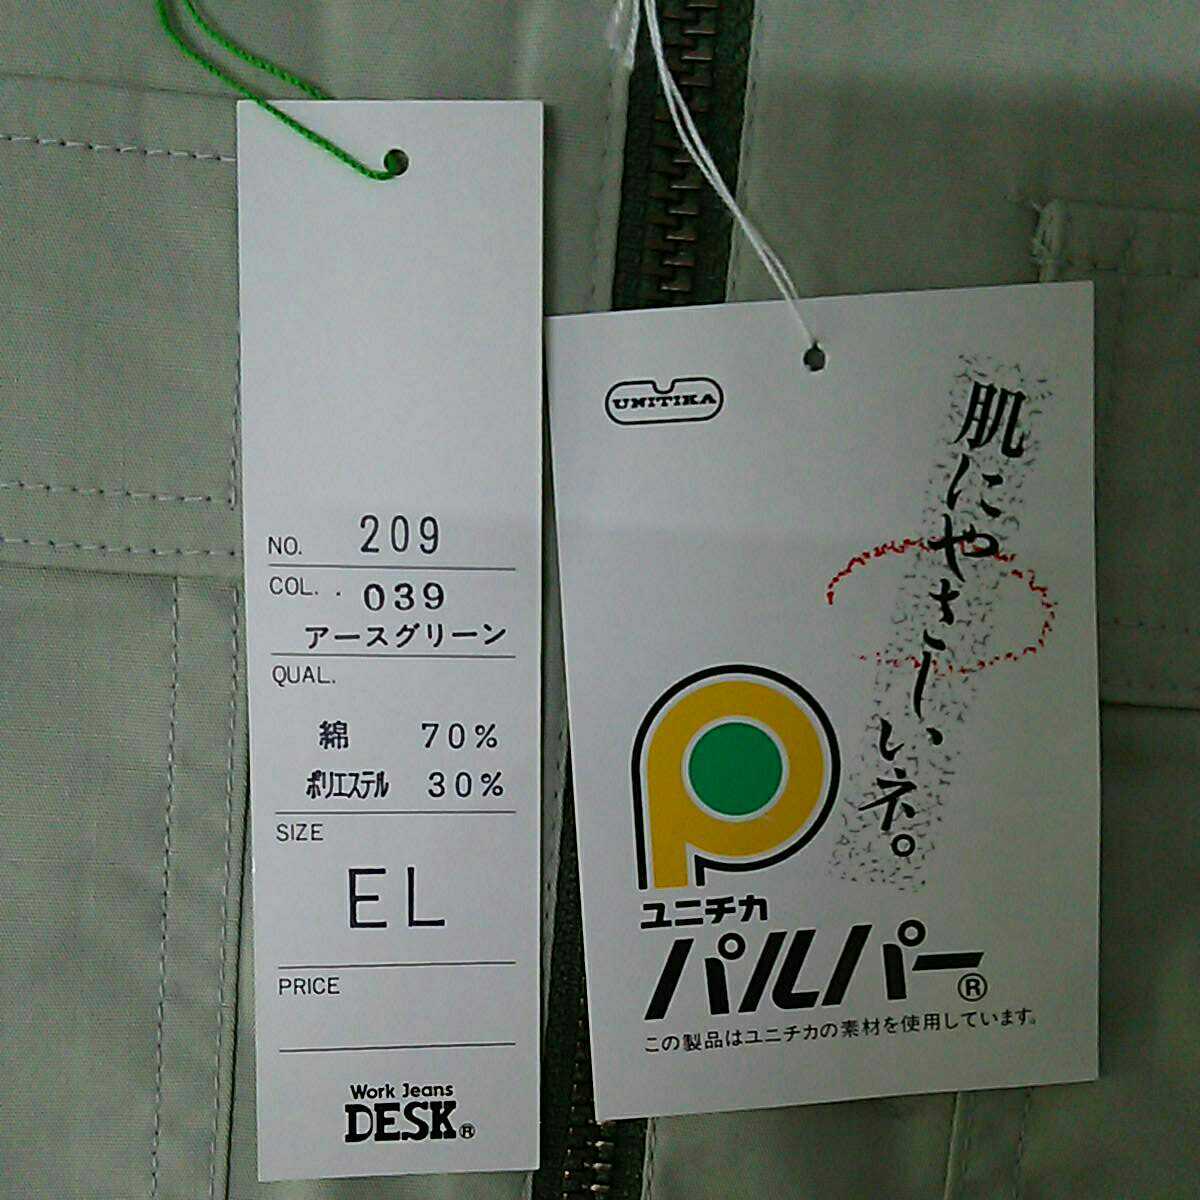 NO. 209
COL. . 039
アースグリーン
QUAL.
綿 70%
ポリエステル 30%
SIZE
EL
PRICE
Work Jeans
DESK®
UNITIKA
肌にやさしいネ。
ユニチカ
パルパー®
この製品はユニチカの素材を使用しています。